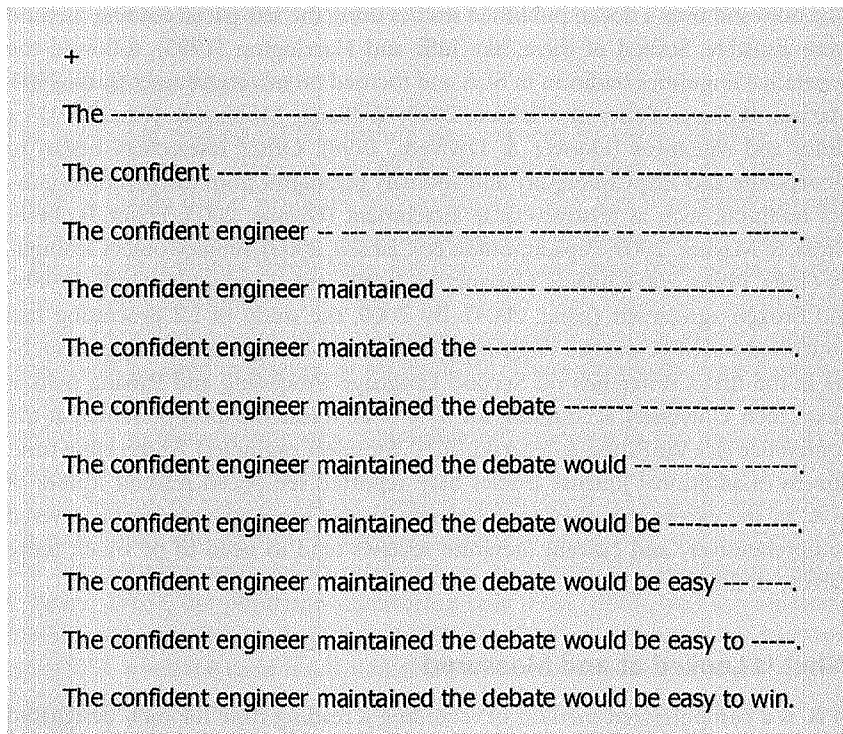 +
The ----------- ------ ----- --- ---------- ------- --------- -- ----------- ------.
The confident ------ ----- --- ---------- ------- --------- -- ----------- ------.
The confident engineer -- --- ---------- ------- --------- -- ----------- ------.
The confident engineer maintained -- ------- --------- -- --------- ------.
The confident engineer maintained the -------- ------- -- --------- ------.
The confident engineer maintained the debate -------- -- --------- ------.
The confident engineer maintained the debate would -- --------- ------.
The confident engineer maintained the debate would be -------- ------.
The confident engineer maintained the debate would be easy --- ----.
The confident engineer maintained the debate would be easy to -----.
The confident engineer maintained the debate would be easy to win.